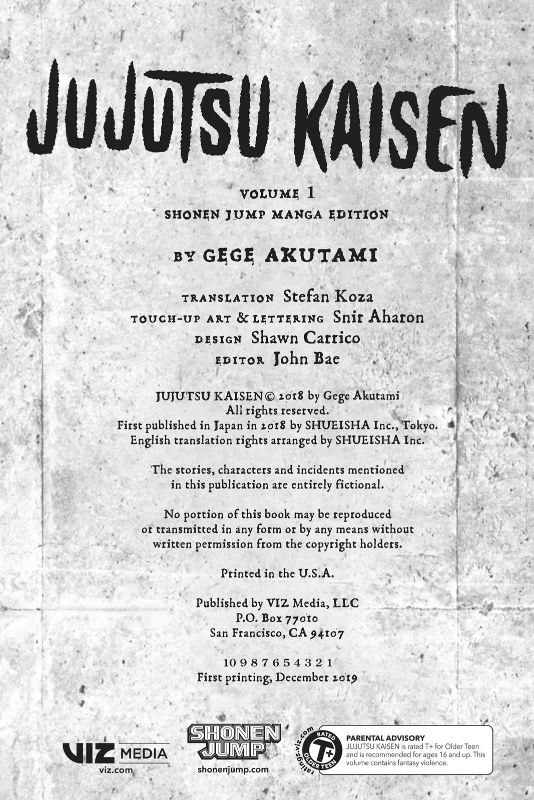 JUJUTSU KAISEN
VOLUME 1
SHONEN JUMP MANGA EDITION
BY GEGE AKUTAMI
TRANSLATION Stefan Koza
TOUCH-UP ART & LETTERING Snir Aharon
DESIGN Shawn Carrico
EDITOR John Bae
JUJUTSU KAISEN © 2018 by Gege Akutami
All rights reserved.
First published in Japan in 2018 by SHUEISHA Inc., Tokyo.
English translation rights arranged by SHUEISHA Inc.
The stories, characters and incidents mentioned
in this publication are entirely fictional.
No portion of this book may be reproduced
or transmitted in any form or by any means without
written permission from the copyright holders.
Printed in the U.S.A.
Published by VIZ Media, LLC
P.O. Box 77010
San Francisco, CA 94107
10 9 8 7 6 5 4 3 2 1
First printing, December 2019
VIZ MEDIA
viz.com
SHONEN
JUMP
shonenjump.com
RATED
T+
OLDER TEEN
ratings.viz.com
PARENTAL ADVISORY
JUJUTSU KAISEN is rated T+ for Older Teen
and is recommended for ages 16 and up. This
volume contains fantasy violence.